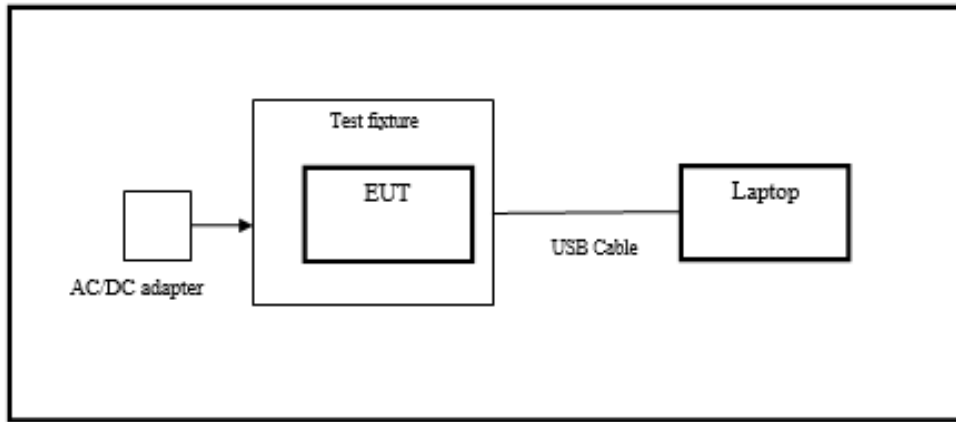 Test fixture
EUT
Laptop
USB Cable
AC/DC adapter